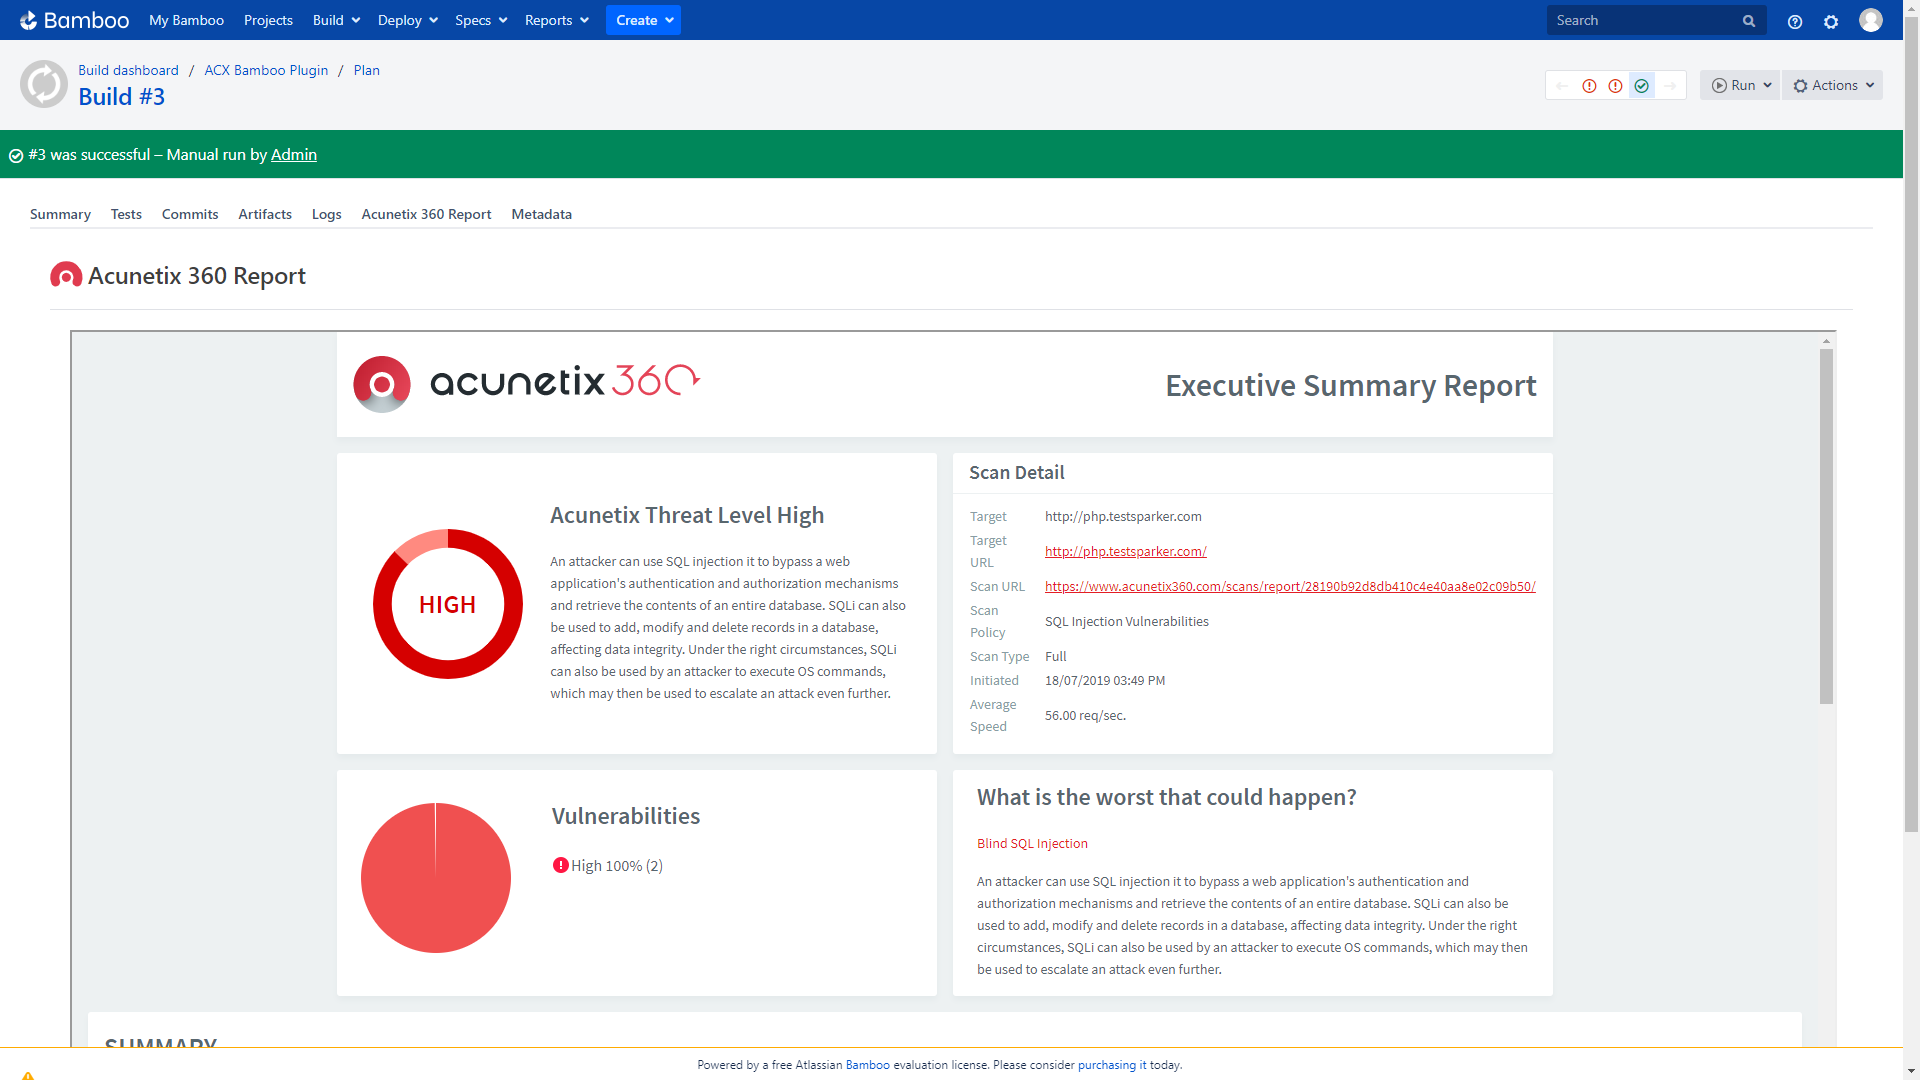 Bamboo My Bamboo Projects Build Deploy Specs Reports Create Search
Build dashboard / ACX Bamboo Plugin / Plan
Build #3
Run Actions
#3 was successful – Manual run by Admin
Summary Tests Commits Artifacts Logs Acunetix 360 Report Metadata
Acunetix 360 Report
acunetix 360
Executive Summary Report
HIGH
Acunetix Threat Level High
An attacker can use SQL injection it to bypass a web
application's authentication and authorization mechanisms
and retrieve the contents of an entire database. SQLi can also
be used to add, modify and delete records in a database,
affecting data integrity. Under the right circumstances, SQLi
can also be used by an attacker to execute OS commands,
which may then be used to escalate an attack even further.
Scan Detail
Target http://php.testsparker.com
Target
URL
http://php.testsparker.com/
Scan URL https://www.acunetix360.com/scans/report/28190b92d8db410c4e40aa8e02c09b50/
Scan
Policy
SQL Injection Vulnerabilities
Scan Type Full
Initiated 18/07/2019 03:49 PM
Average
Speed
56.00 req/sec.
Vulnerabilities
High 100% (2)
What is the worst that could happen?
Blind SQL Injection
An attacker can use SQL injection it to bypass a web application's authentication and
authorization mechanisms and retrieve the contents of an entire database. SQLi can also be
used to add, modify and delete records in a database, affecting data integrity. Under the right
circumstances, SQLi can also be used by an attacker to execute OS commands, which may then
be used to escalate an attack even further.
SUMMARY
Powered by a free Atlassian Bamboo evaluation license. Please consider purchasing it today.